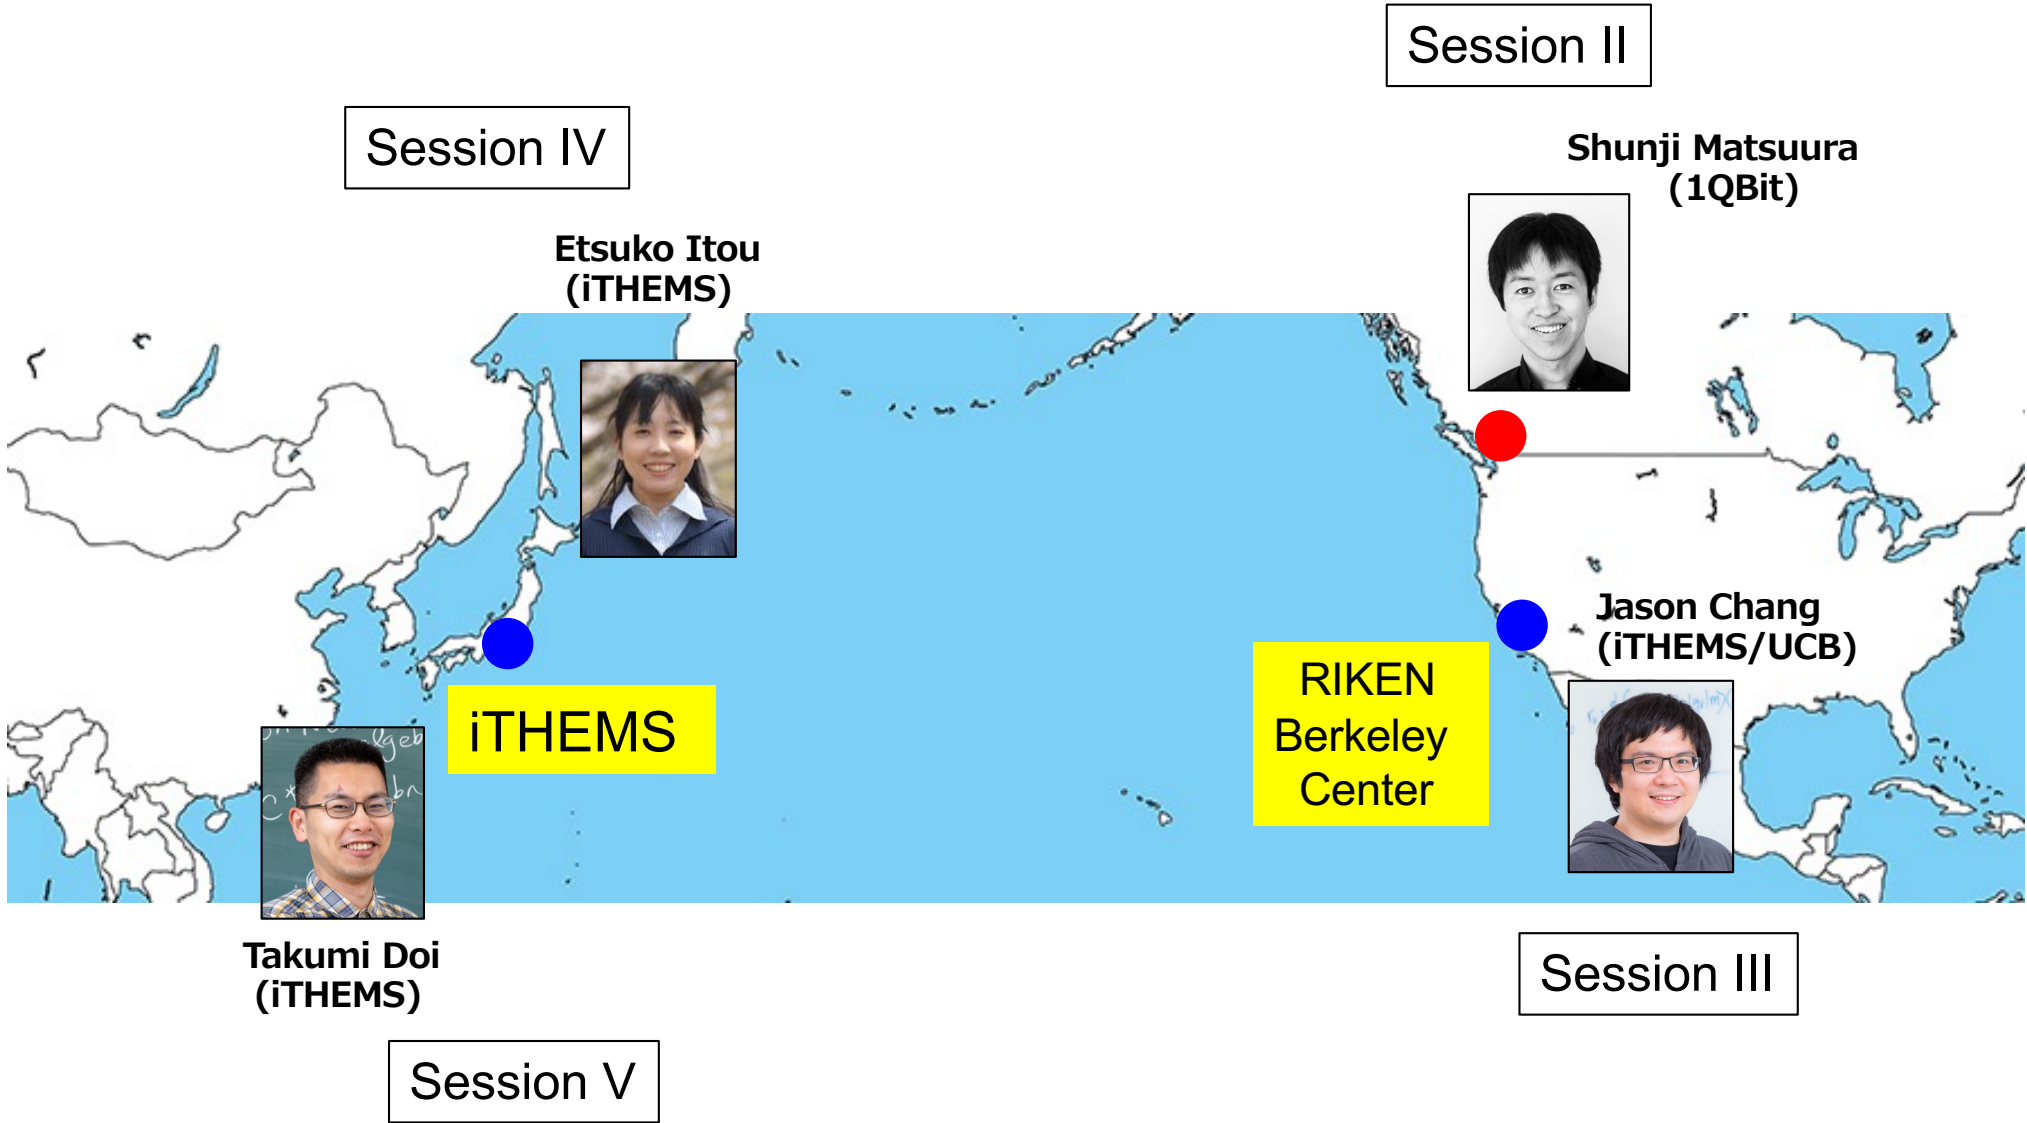 Session II
Session IV
Shunji Matsuura
(1QBit)
Etsuko Itou
(iTHEMS)
Jason Chang
(iTHEMS/UCB)
RIKEN
Berkeley
Center
iTHEMS
Takumi Doi
(iTHEMS)
Session III
Session V